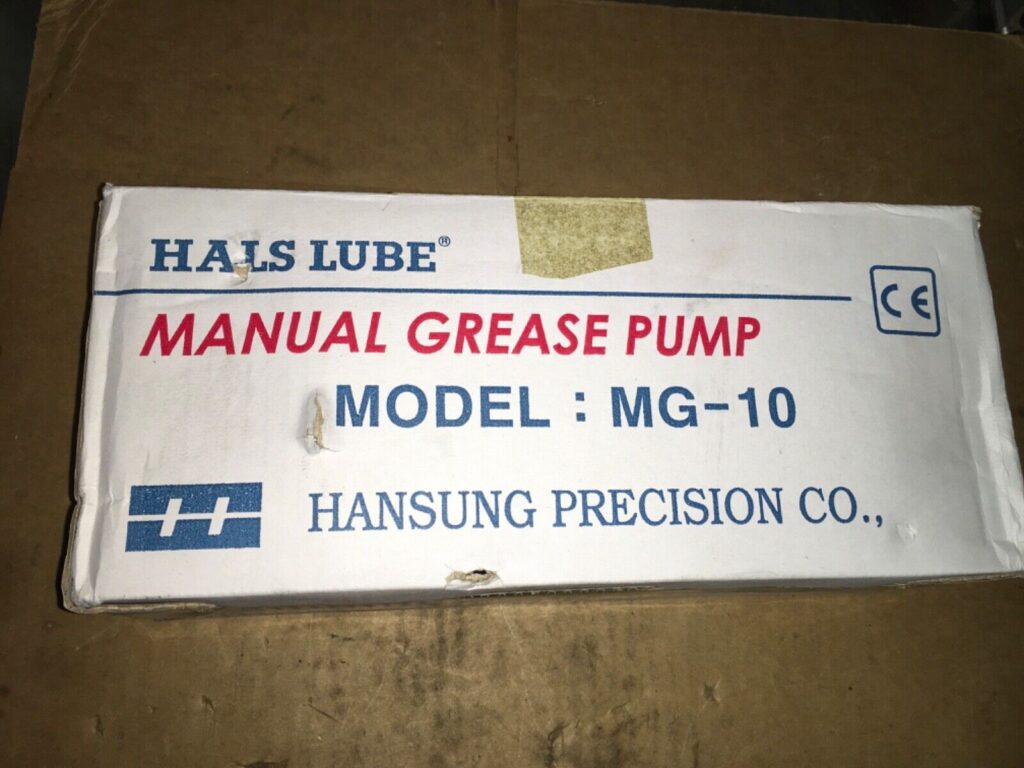 HALS LUBE®
MANUAL GREASE PUMP
MODEL : MG-10
HANSUNG PRECISION CO.,
CE